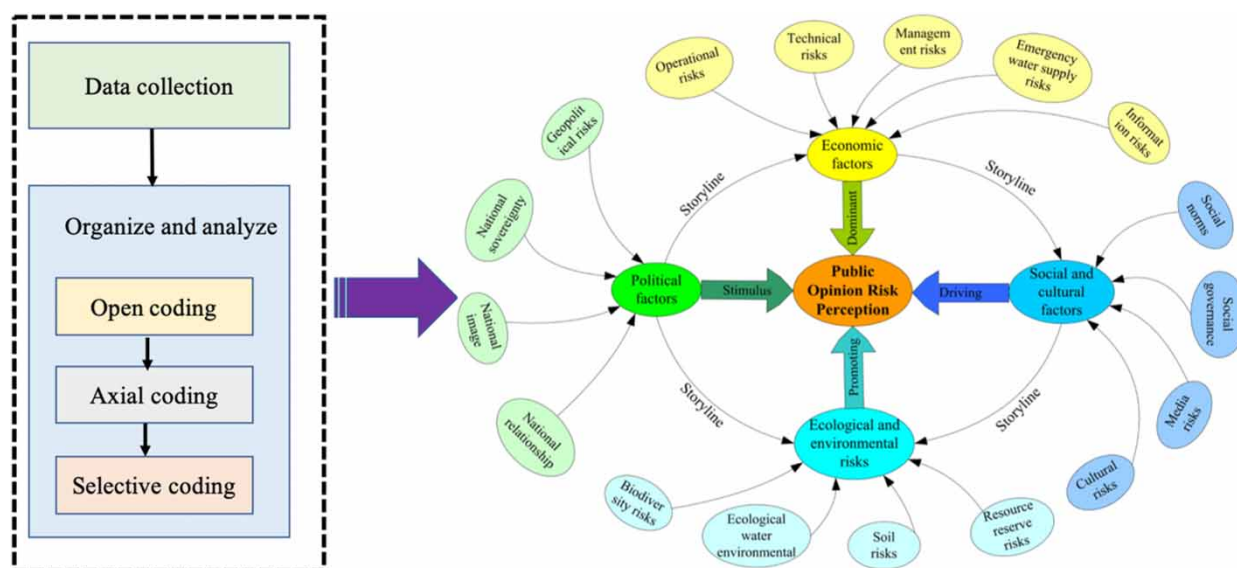 Data collection
Organize and analyze
Open coding
Axial coding
Selective coding
Operational
risks
Technical
risks
Managem
ent risks
Emergency
water supply
risks
Informat
ion risks
Geopolit
ical risks
National
sovereignty
National
image
National
relationship
Economic
factors
Storyline
Storyline
Dominant
Political
factors
Stimulus
Public
Opinion Risk
Perception
Driving
Social and
cultural
factors
Social
norms
Social
governance
Media
risks
Cultural
risks
Promoting
Storyline
Storyline
Ecological and
environmental
risks
Biodiver
sity risks
Ecological
water
environmental
Soil
risks
Resource
reserve
risks